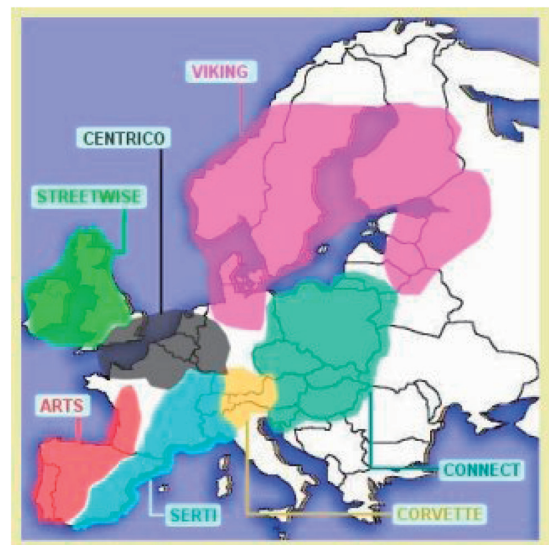 VIKING
CENTRICO
STREETWISE
ARTS
CONNECT
SERTI
CORVETTE